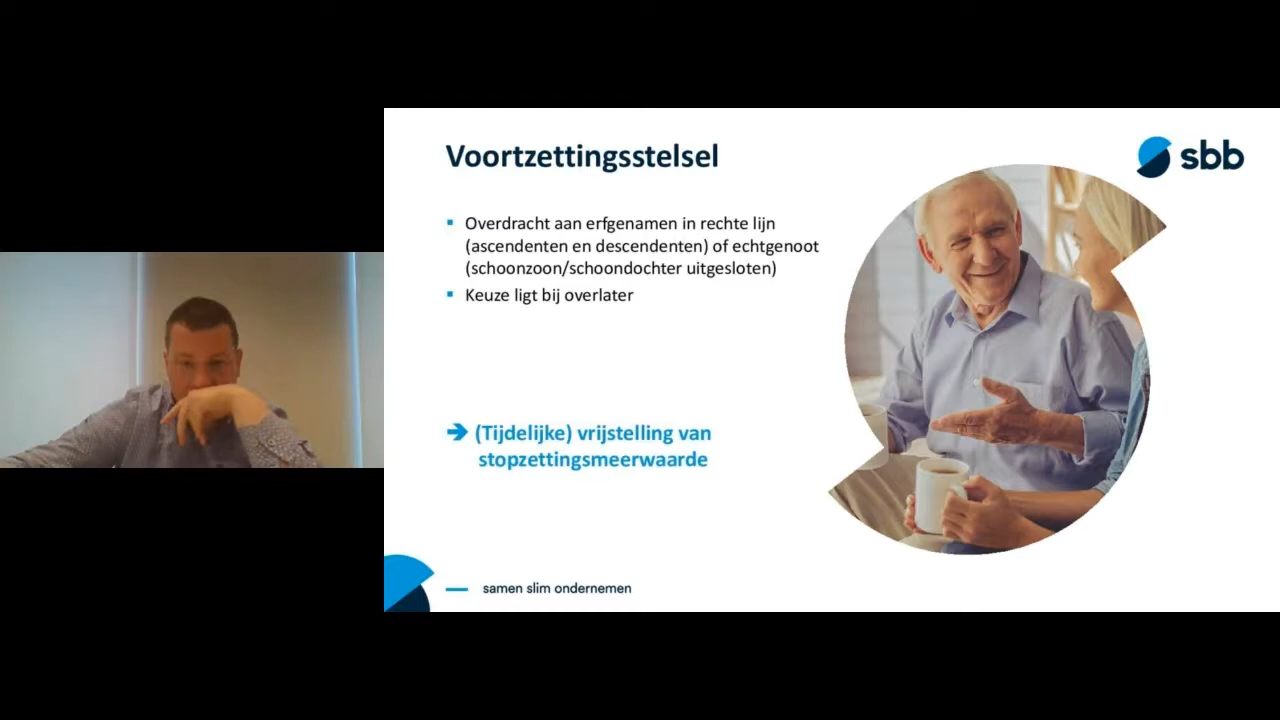 Voortzettingsstelsel
sbb
Overdracht aan erfgenamen in rechte lijn
(ascendenten en descendenten) of echtgenoot
(schoonzoon/schoondochter uitgesloten)
Keuze ligt bij overlater
➔ (Tijdelijke) vrijstelling van
stopzettingsmeerwaarde
samen slim ondernemen